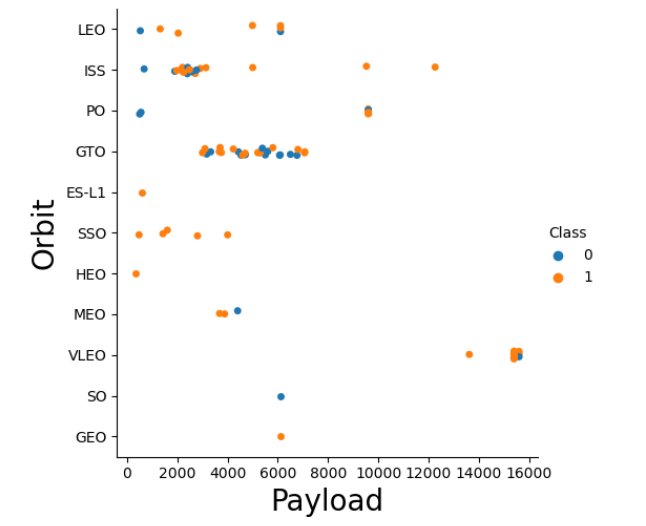 LEO
ISS
PO
GTO
ES-L1
SSO
HEO
MEO
VLEO
SO
GEO
Orbit
0 2000 4000 6000 8000 10000 12000 14000 16000
Payload
Class
0
1